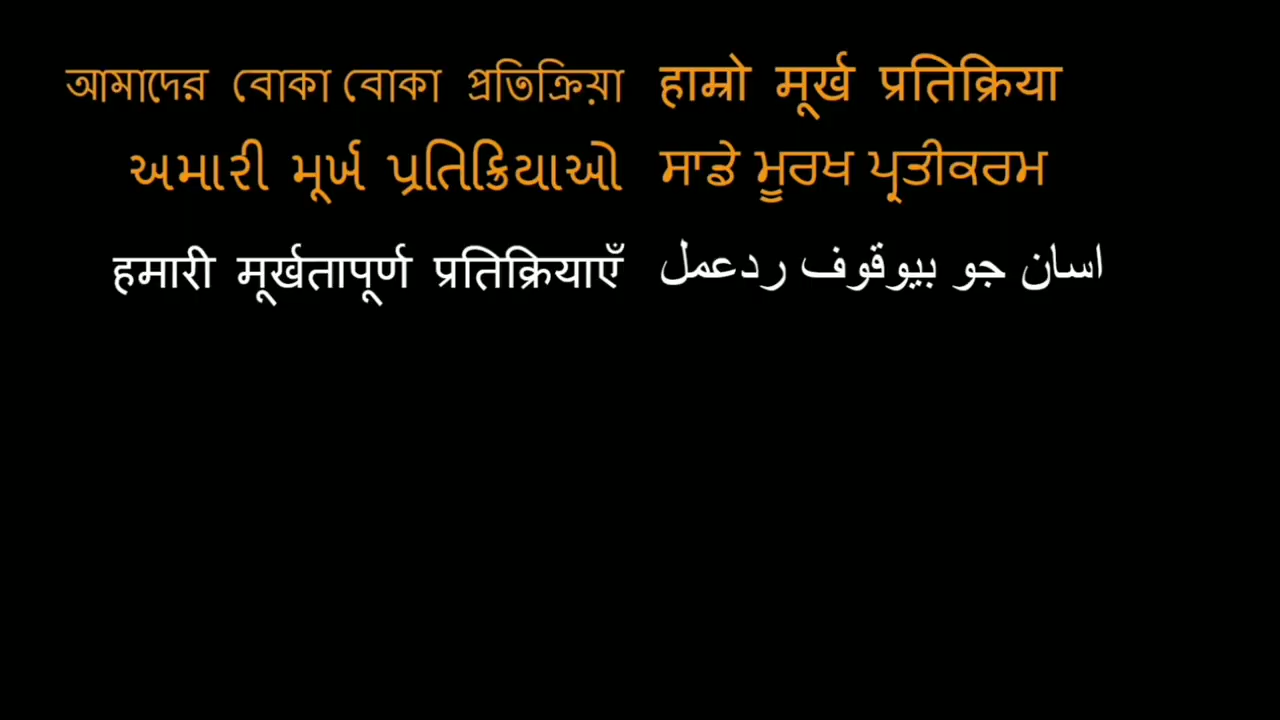 আমাদের বোকা বোকা প্রতিক্রিয়া हाम्रो मूर्ख प्रतिक्रिया
અમારી મૂર્ખ પ્રતિક્રિયાઓ ਸਾਡੇ ਮੂਰਖ ਪ੍ਰਤੀਕਰਮ
हमारी मूर्खतापूर्ण प्रतिक्रियाएँ اسان جو بيوقوف ردعمل